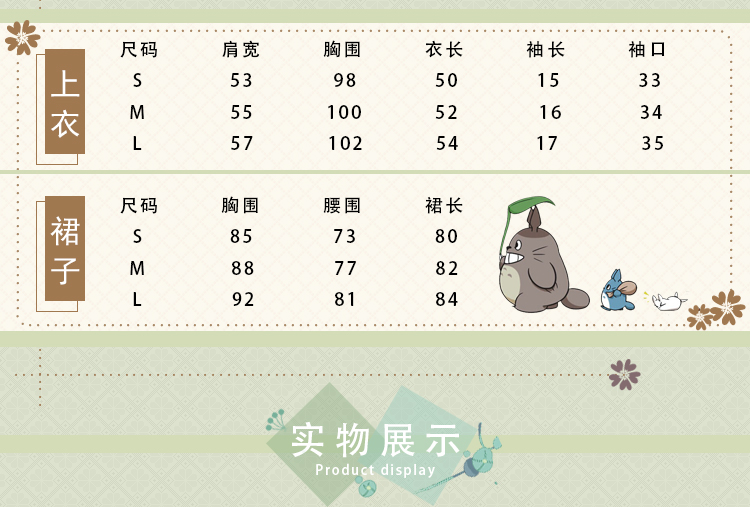 上衣
尺码 肩宽 胸围 衣长 袖长 袖口
S 53 98 50 15 33
M 55 100 52 16 34
L 57 102 54 17 35
裙子
尺码 胸围 腰围 裙长
S 85 73 80
M 88 77 82
L 92 81 84
实物展示
Product display